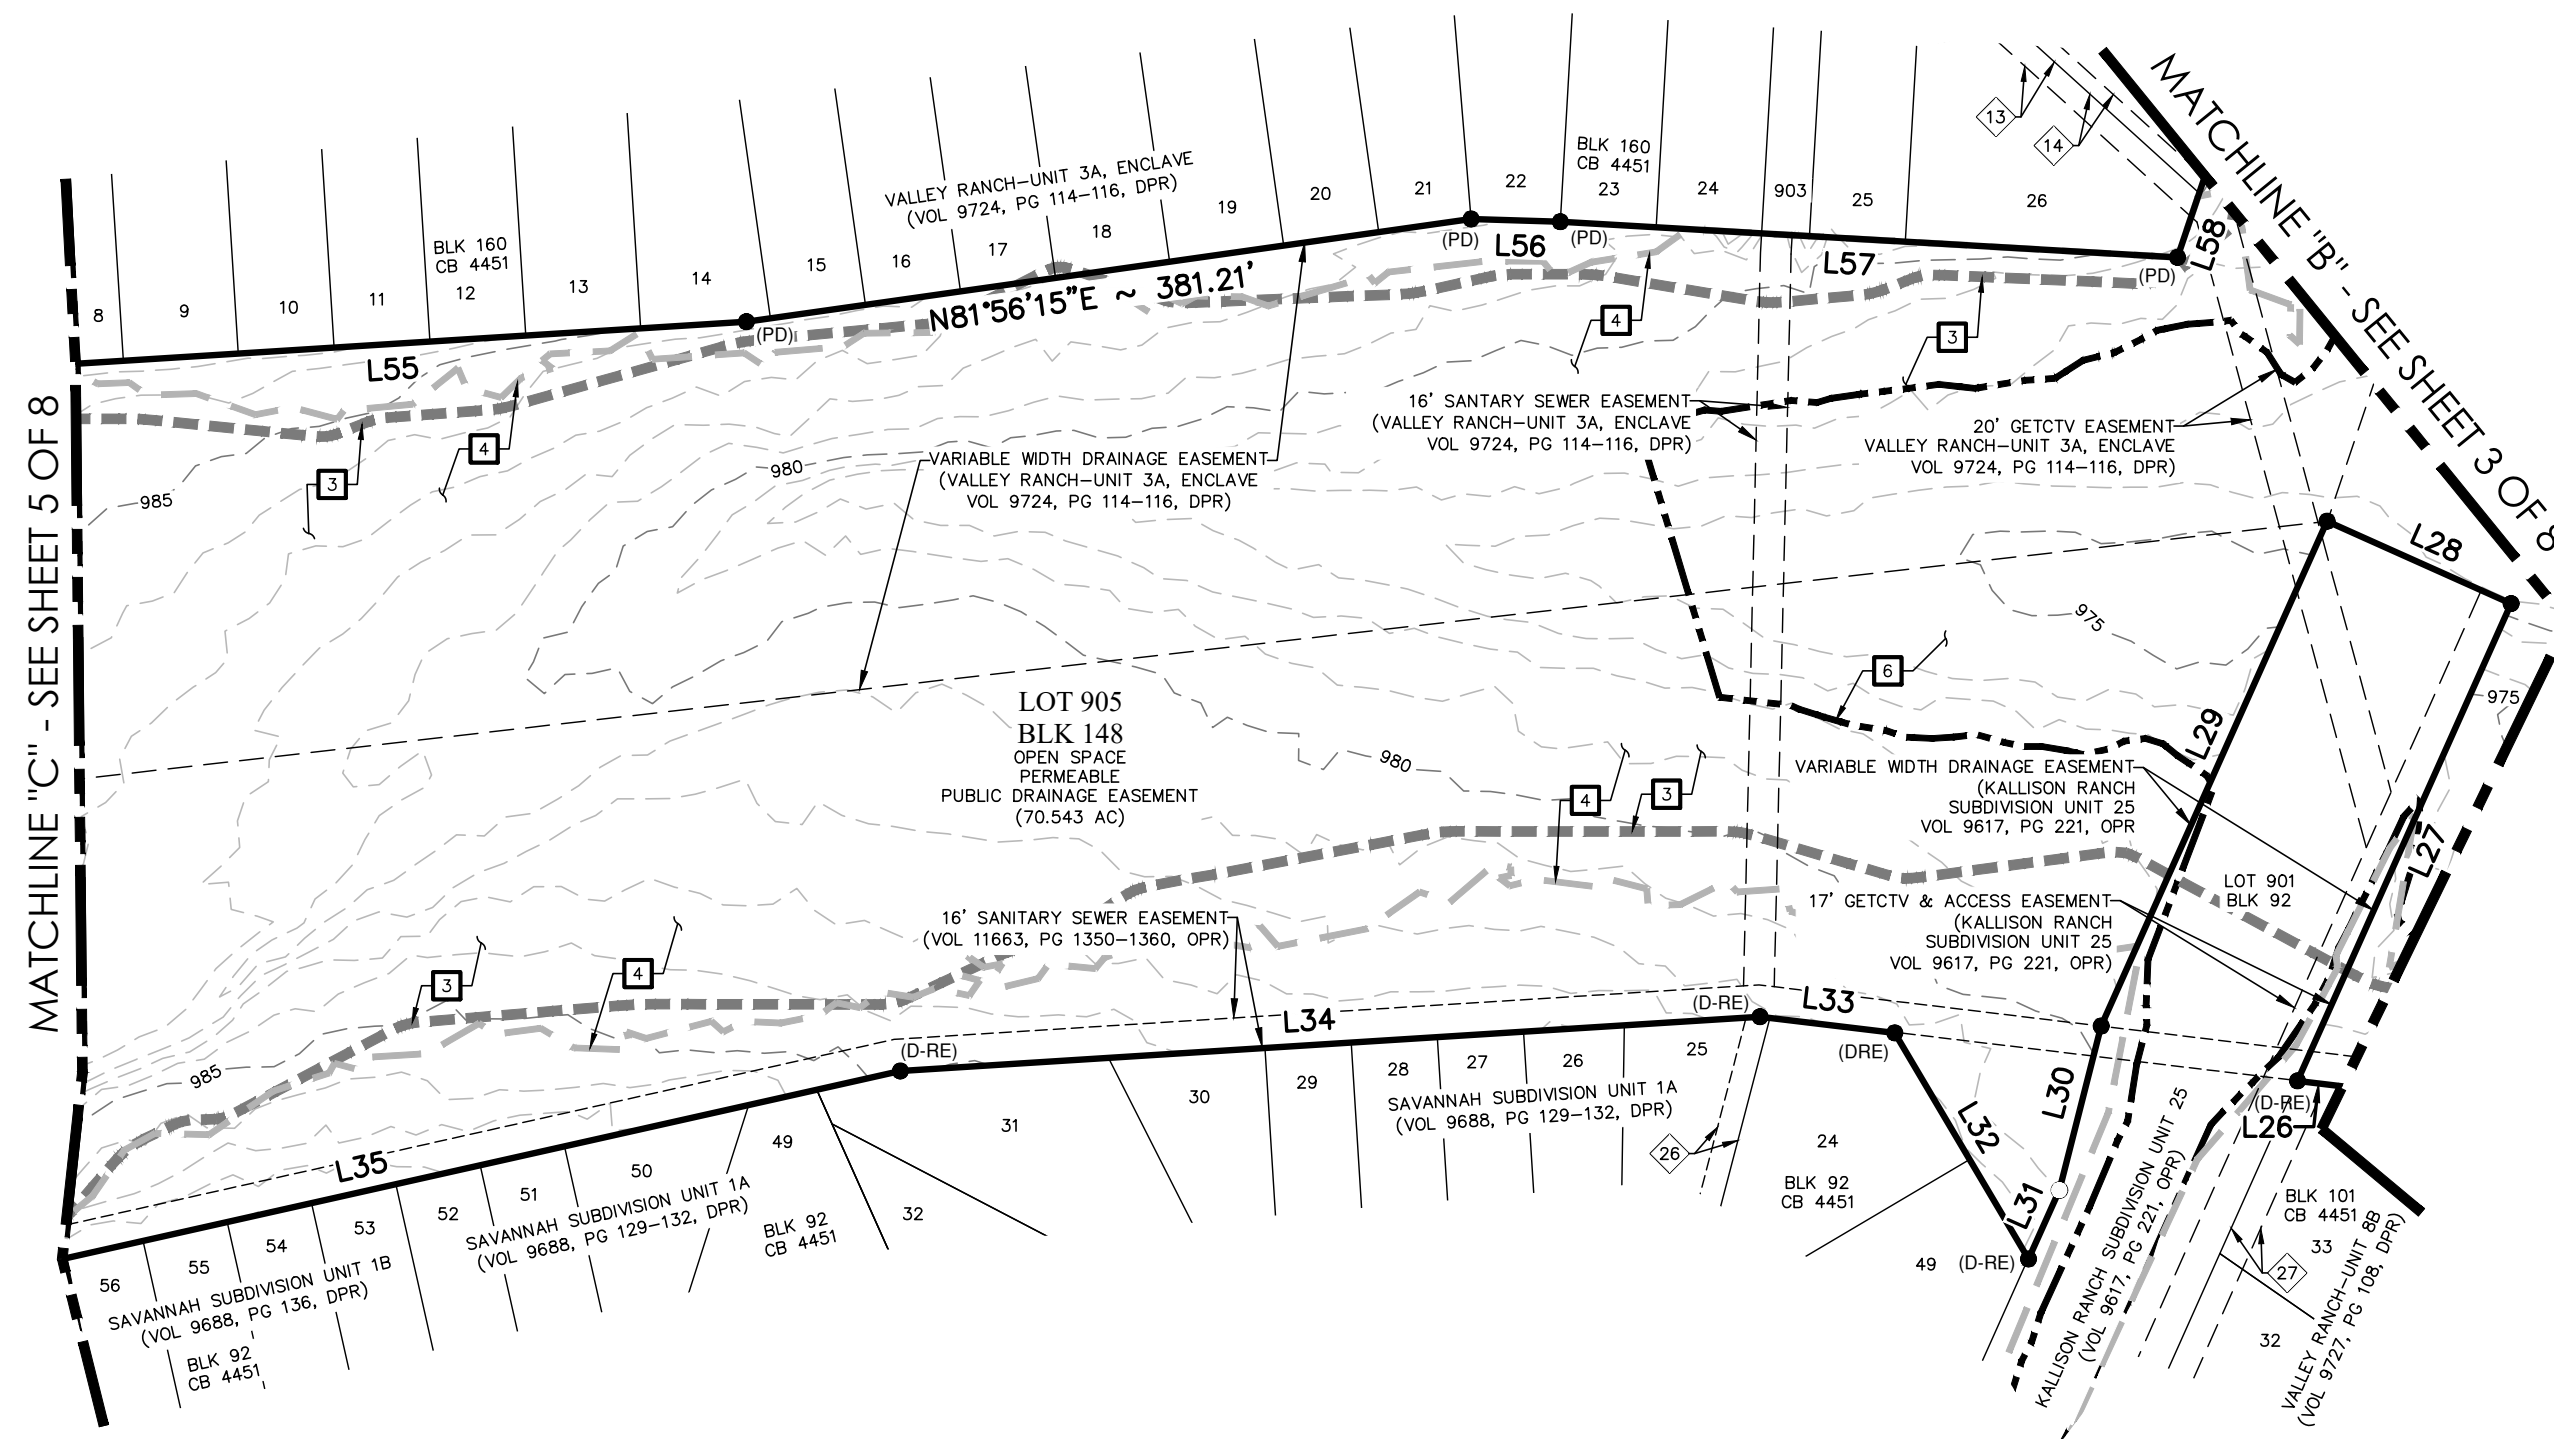 MATCHLINE "C" - SEE SHEET 5 OF 8
MATCHLINE "B" - SEE SHEET 3 OF 8
8
9
10
11
BLK 160
CB 4451
12
13
14
15
16
17
18
19
20
21
22
23
24
903
25
26
VALLEY RANCH-UNIT 3A, ENCLAVE
(VOL 9724, PG 114-116, DPR)
BLK 160
CB 4451
13
14
L55
(PD)
N81°56'15"E ~ 381.21'
(PD)
L56
(PD)
L57
(PD)
L58
3
4
4
3
985
980
VARIABLE WIDTH DRAINAGE EASEMENT
(VALLEY RANCH-UNIT 3A, ENCLAVE
VOL 9724, PG 114-116, DPR)
16' SANTARY SEWER EASEMENT
(VALLEY RANCH-UNIT 3A, ENCLAVE
VOL 9724, PG 114-116, DPR)
20' GETCTV EASEMENT
VALLEY RANCH-UNIT 3A, ENCLAVE
VOL 9724, PG 114-116, DPR)
L28
975
975
6
L29
LOT 905
BLK 148
OPEN SPACE
PERMEABLE
PUBLIC DRAINAGE EASEMENT
(70.543 AC)
980
4
3
VARIABLE WIDTH DRAINAGE EASEMENT
(KALLISON RANCH
SUBDIVISION UNIT 25
VOL 9617, PG 221, OPR
L27
LOT 901
BLK 92
17' GETCTV & ACCESS EASEMENT
(KALLISON RANCH
SUBDIVISION UNIT 25
VOL 9617, PG 221, OPR)
16' SANITARY SEWER EASEMENT
(VOL 11663, PG 1350-1360, OPR)
3
4
985
(D-RE)
L34
(D-RE)
L33
(DRE)
L30
L32
L31
(D-RE)
L26
L35
56
55
54
53
52
51
50
49
32
31
30
29
28
27
26
25
24
49
(D-RE)
SAVANNAH SUBDIVISION UNIT 1B
(VOL 9688, PG 136, DPR)
BLK 92
CB 4451
SAVANNAH SUBDIVISION UNIT 1A
(VOL 9688, PG 129-132, DPR)
BLK 92
CB 4451
SAVANNAH SUBDIVISION UNIT 1A
(VOL 9688, PG 129-132, DPR)
26
BLK 92
CB 4451
KALLISON RANCH SUBDIVISION UNIT 25
(VOL 9617, PG 221, OPR)
BLK 101
CB 4451
33
27
32
VALLEY RANCH-UNIT 8B
(VOL 9727, PG 108, DPR)